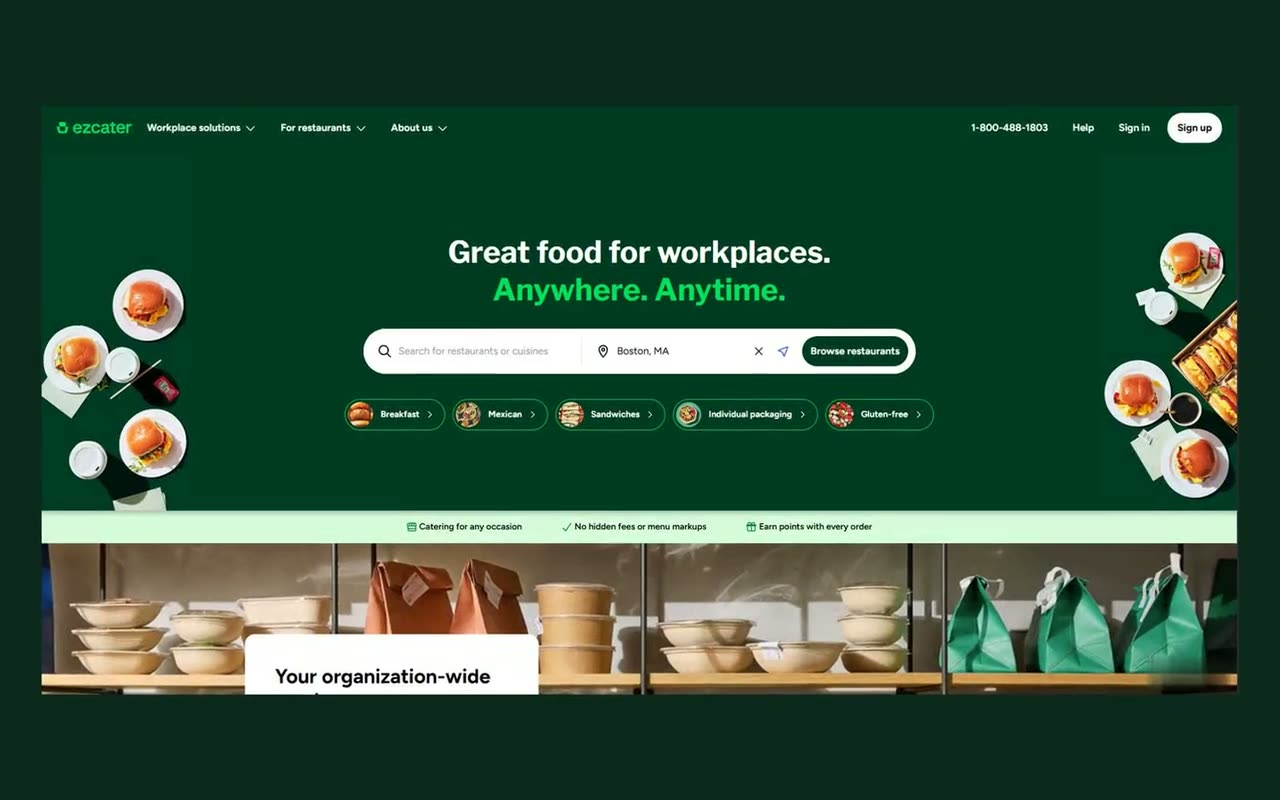 ezcater
Workplace solutions
For restaurants
About us
1-800-488-1803
Help
Sign in
Sign up
Great food for workplaces.
Anywhere. Anytime.
Search for restaurants or cuisines
Boston, MA
Browse restaurants
Breakfast
Mexican
Sandwiches
Individual packaging
Gluten-free
Catering for any occasion
No hidden fees or menu markups
Earn points with every order
Your organization-wide